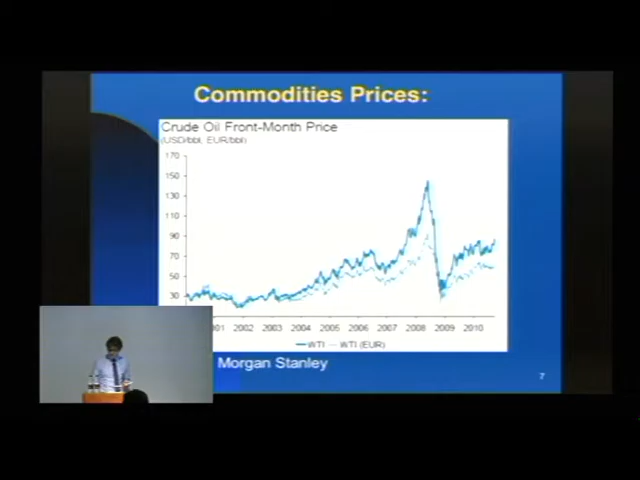 Commodities Prices:
Crude Oil Front-Month Price
(USD/bbl, EUR/bbl)
170
150
130
110
90
70
50
30
2002 2003 2004 2005 2006 2007 2008 2009 2010
WTI WTI (EUR)
Morgan Stanley
7